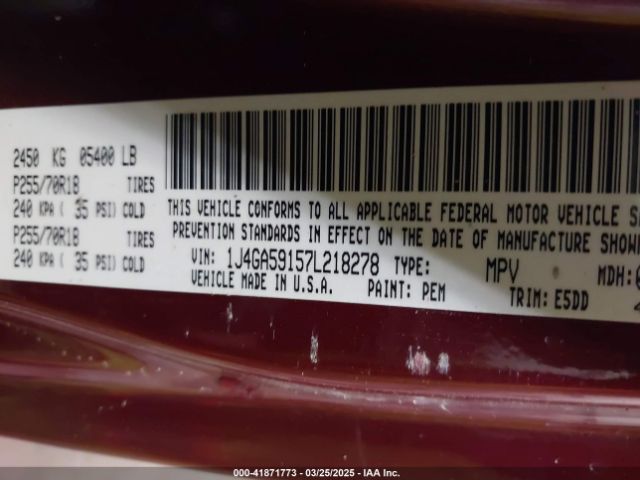 2450 KG 05400 LB
P255/70R18 TIRES
240 KPA ( 35 PSI) COLD
P255/70R18 TIRES
240 KPA ( 35 PSI) COLD
THIS VEHICLE CONFORMS TO ALL APPLICABLE FEDERAL MOTOR VEHICLE
PREVENTION STANDARDS IN EFFECT ON THE DATE OF MANUFACTURE SHOWN
VIN: 1J4GA59157L218278 TYPE: MPV MDH:
VEHICLE MADE IN U.S.A. PAINT: PEM TRIM: E5DD
000-41871773 — 03/25/2025 — IAA Inc.